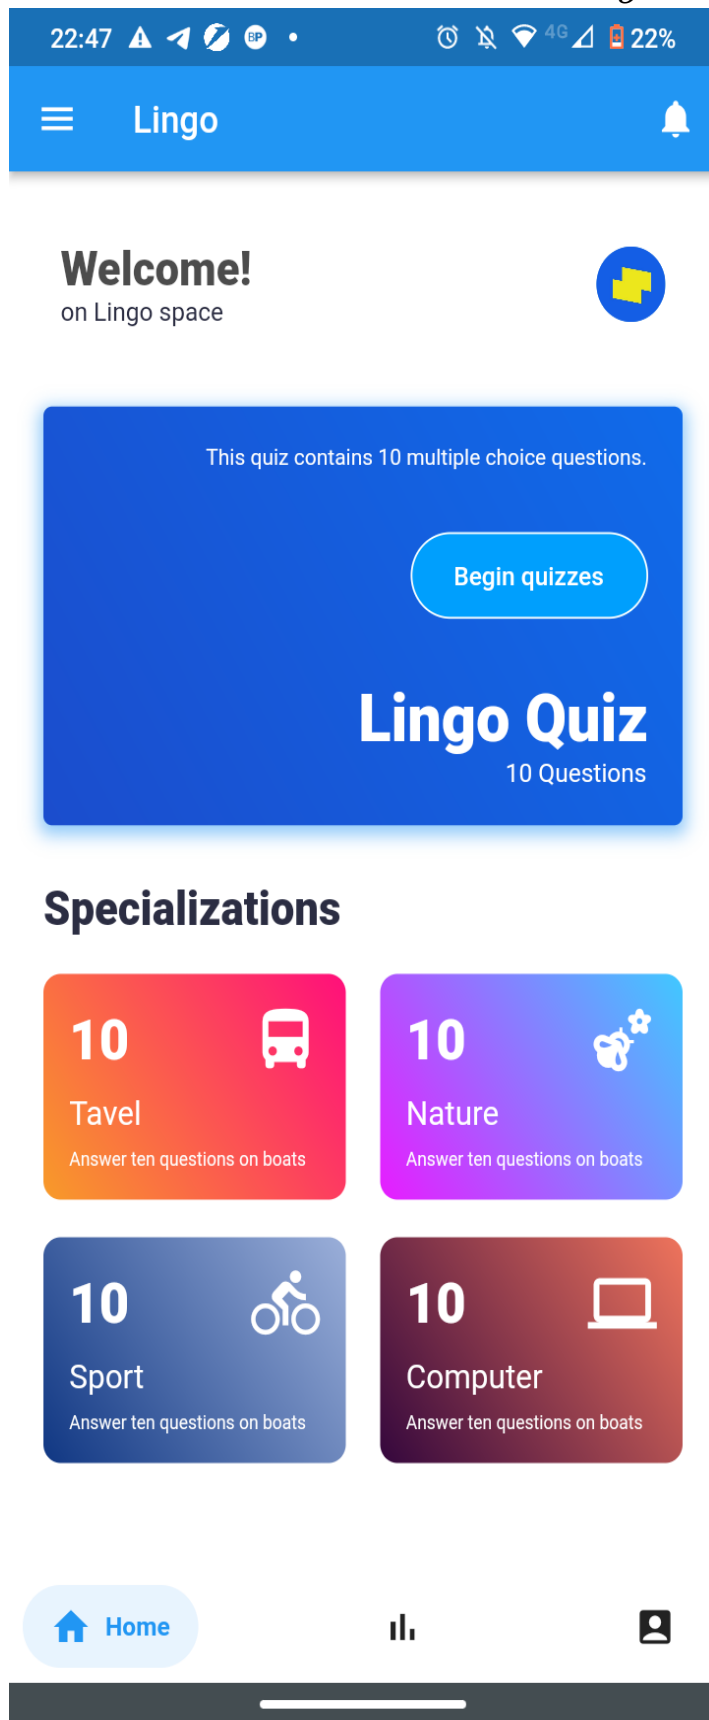 22:47 BP 4G 22%
Lingo
Welcome!
on Lingo space
This quiz contains 10 multiple choice questions.
Begin quizzes
Lingo Quiz
10 Questions
Specializations
10
Tavel
Answer ten questions on boats
10
Nature
Answer ten questions on boats
10
Sport
Answer ten questions on boats
10
Computer
Answer ten questions on boats
Home